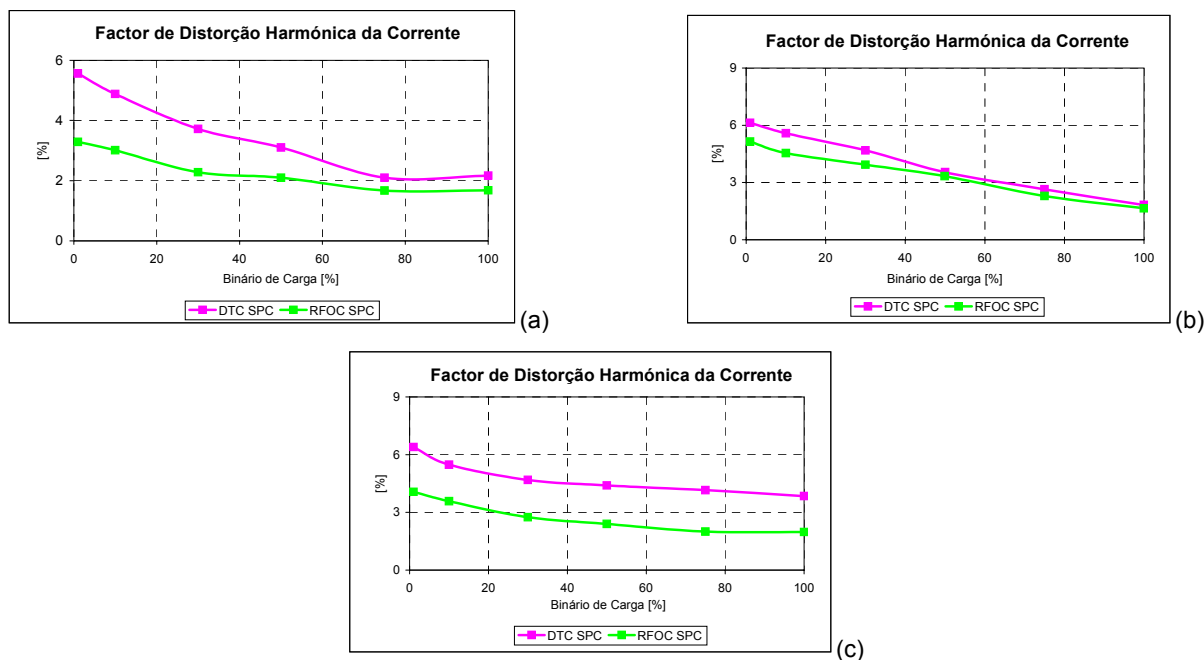 Factor de Distorção Harmónica da Corrente
6
4
2
0
[%]
0 20 40 60 80 100
Binário de Carga [%]
DTC SPC RFOC SPC
(a)
Factor de Distorção Harmónica da Corrente
9
6
3
0
[%]
0 20 40 60 80 100
Binário de Carga [%]
DTC SPC RFOC SPC
(b)
Factor de Distorção Harmónica da Corrente
9
6
3
0
[%]
0 20 40 60 80 100
Binário de Carga [%]
DTC SPC RFOC SPC
(c)